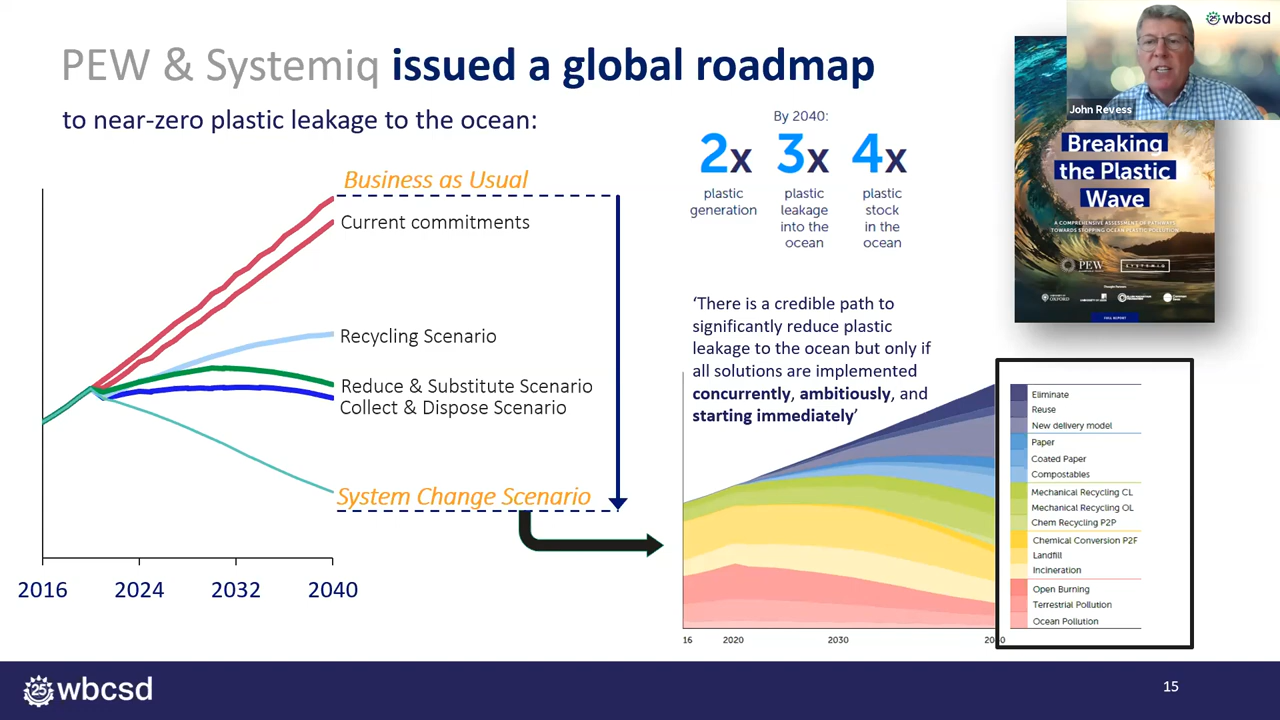 PEW & Systemiq issued a global roadmap
to near-zero plastic leakage to the ocean:
Business as Usual
Current commitments
Recycling Scenario
Reduce & Substitute Scenario
Collect & Dispose Scenario
System Change Scenario
2016 2024 2032 2040
By 2040:
2x 3x 4x
plastic generation
plastic leakage into the ocean
plastic stock in the ocean
‘There is a credible path to
significantly reduce plastic
leakage to the ocean but only if
all solutions are implemented
concurrently, ambitiously, and
starting immediately’
16 2020 2030
Eliminate
Reuse
New delivery model
Paper
Coated Paper
Compostables
Mechanical Recycling CL
Mechanical Recycling OL
Chem Recycling P2P
Chemical Conversion P2F
Landfill
Incineration
Open Burning
Terrestrial Pollution
Ocean Pollution
wbcsd
John Revess
Breaking
the Plastic
Wave
A COMPREHENSIVE ASSESSMENT OF PATHWAYS
TOWARDS STOPPING OCEAN PLASTIC POLLUTION
PEW SYSTEMIQ
FULL REPORT
25 wbcsd
15